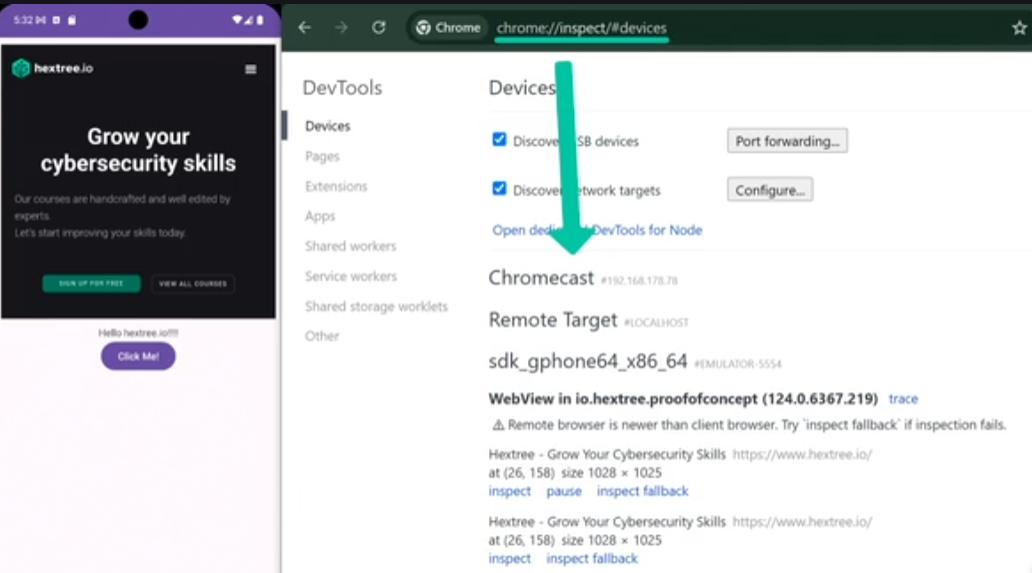 5:32
hextree.io
Grow your
cybersecurity skills
Our courses are handcrafted and well edited by
experts.
Let's start improving your skills today.
SIGN UP FOR FREE VIEW ALL COURSES
Hello hextree.io!!!!
Click Me!
Chrome chrome://inspect/#devices
DevTools
Devices
Pages
Extensions
Apps
Shared workers
Service workers
Shared storage worklets
Other
Devices
Discover USB devices Port forwarding...
Discover network targets Configure...
Open dedicated DevTools for Node
Chromecast #192.168.178.78
Remote Target #LOCALHOST
sdk_gphone64_x86_64 #EMULATOR-5554
WebView in io.hextree.proofofconcept (124.0.6367.219) trace
⚠ Remote browser is newer than client browser. Try `inspect fallback` if inspection fails.
Hextree - Grow Your Cybersecurity Skills https://www.hextree.io/
at (26, 158) size 1028 × 1025
inspect pause inspect fallback
Hextree - Grow Your Cybersecurity Skills https://www.hextree.io/
at (26, 158) size 1028 × 1025
inspect inspect fallback